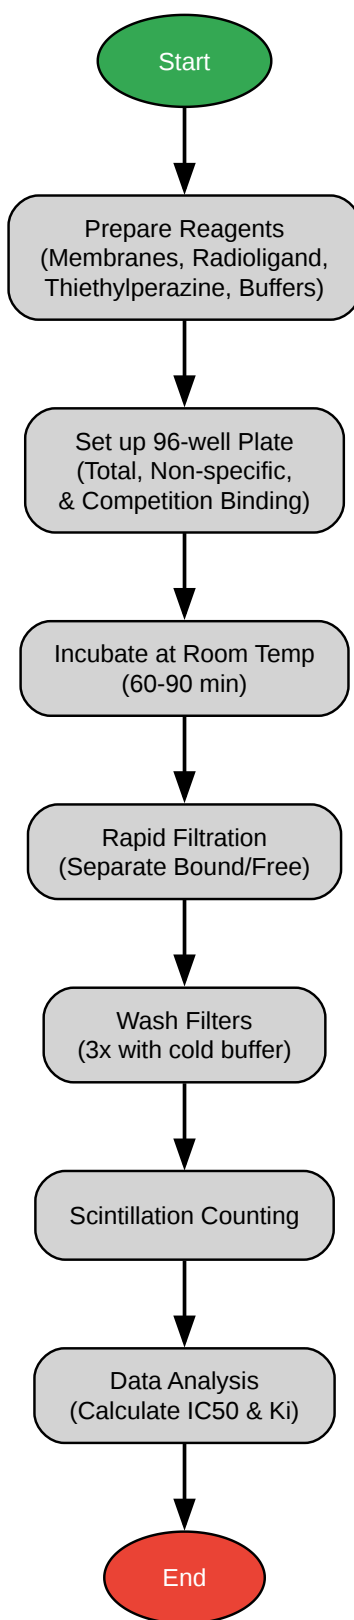 Start
Prepare Reagents
(Membranes, Radioligand,
Thiethylperazine, Buffers)
Set up 96-well Plate
(Total, Non-specific,
& Competition Binding)
Incubate at Room Temp
(60-90 min)
Rapid Filtration
(Separate Bound/Free)
Wash Filters
(3x with cold buffer)
Scintillation Counting
Data Analysis
(Calculate IC50 & Ki)
End